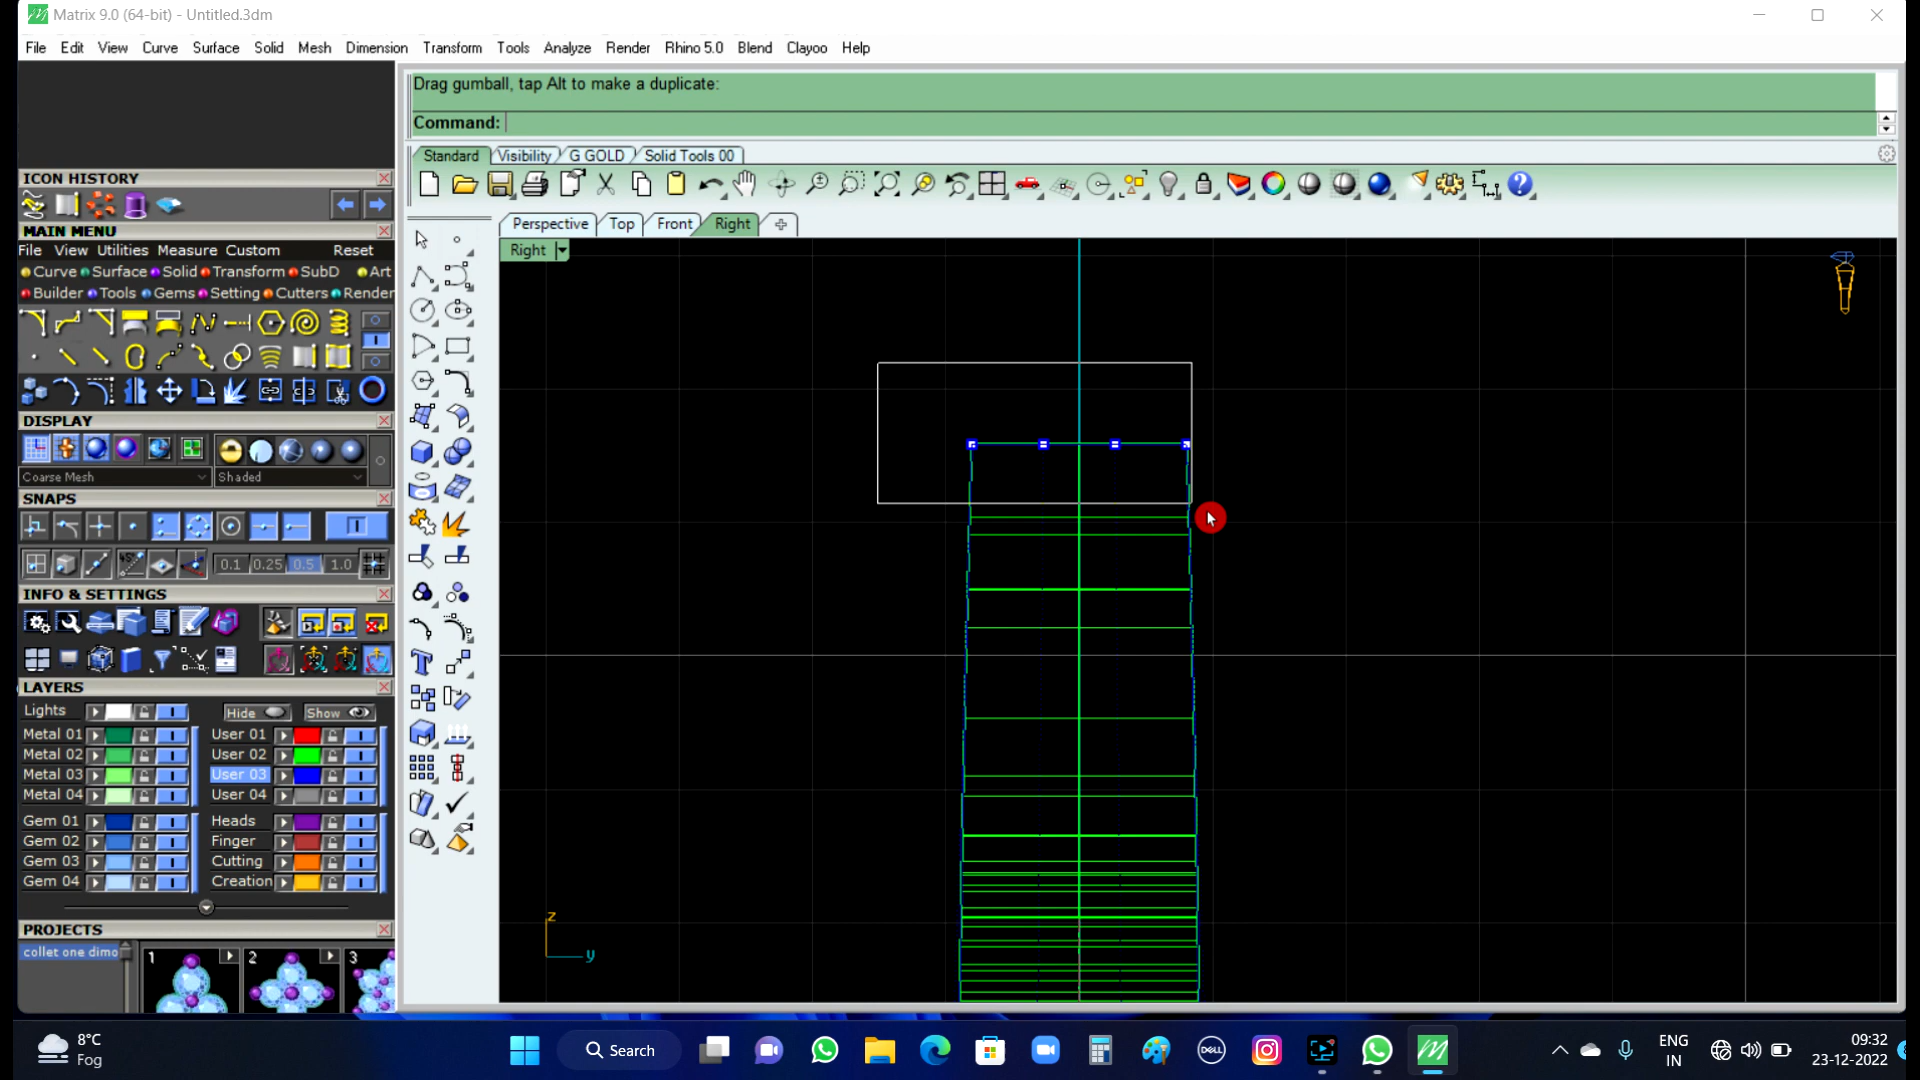 Matrix 9.0 (64-bit) - Untitled.3dm
File Edit View Curve Surface Solid Mesh Dimension Transform Tools Analyze Render Rhino 5.0 Blend Clayoo Help
Drag gumball, tap Alt to make a duplicate:
Command:
Standard Visibility G GOLD Solid Tools 00
Perspective Top Front Right
Right
ICON HISTORY
MAIN MENU
File View Utilities Measure Custom Reset
Curve Surface Solid Transform SubD Art
Builder Tools Gems Setting Cutters Render
DISPLAY
Coarse Mesh Shaded
SNAPS
0.1 0.25 0.5 1.0
INFO & SETTINGS
LAYERS
Lights Hide Show
Metal 01 User 01
Metal 02 User 02
Metal 03 User 03
Metal 04 User 04
Gem 01 Heads
Gem 02 Finger
Gem 03 Cutting
Gem 04 Creation
PROJECTS
collet one dimo
1 2 3
z
y
8°C
Fog
Search
DELL
ENG
IN
09:32
23-12-2022